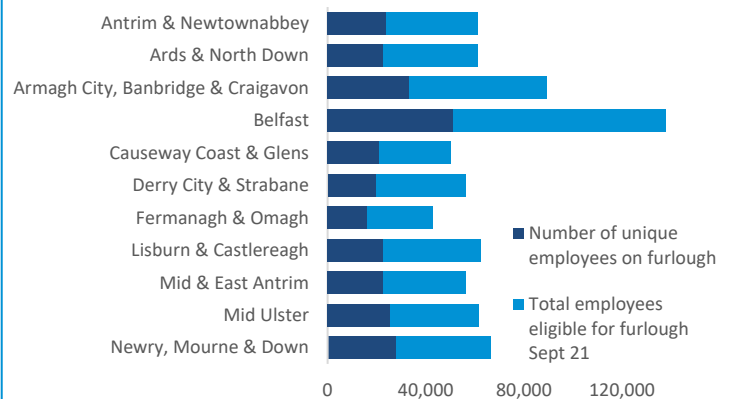 Antrim & Newtownabbey
Ards & North Down
Armagh City, Banbridge & Craigavon
Belfast
Causeway Coast & Glens
Derry City & Strabane
Fermanagh & Omagh
Lisburn & Castlereagh
Mid & East Antrim
Mid Ulster
Newry, Mourne & Down
Number of unique
employees on furlough
Total employees
eligible for furlough
Sept 21
0 40,000 80,000 120,000